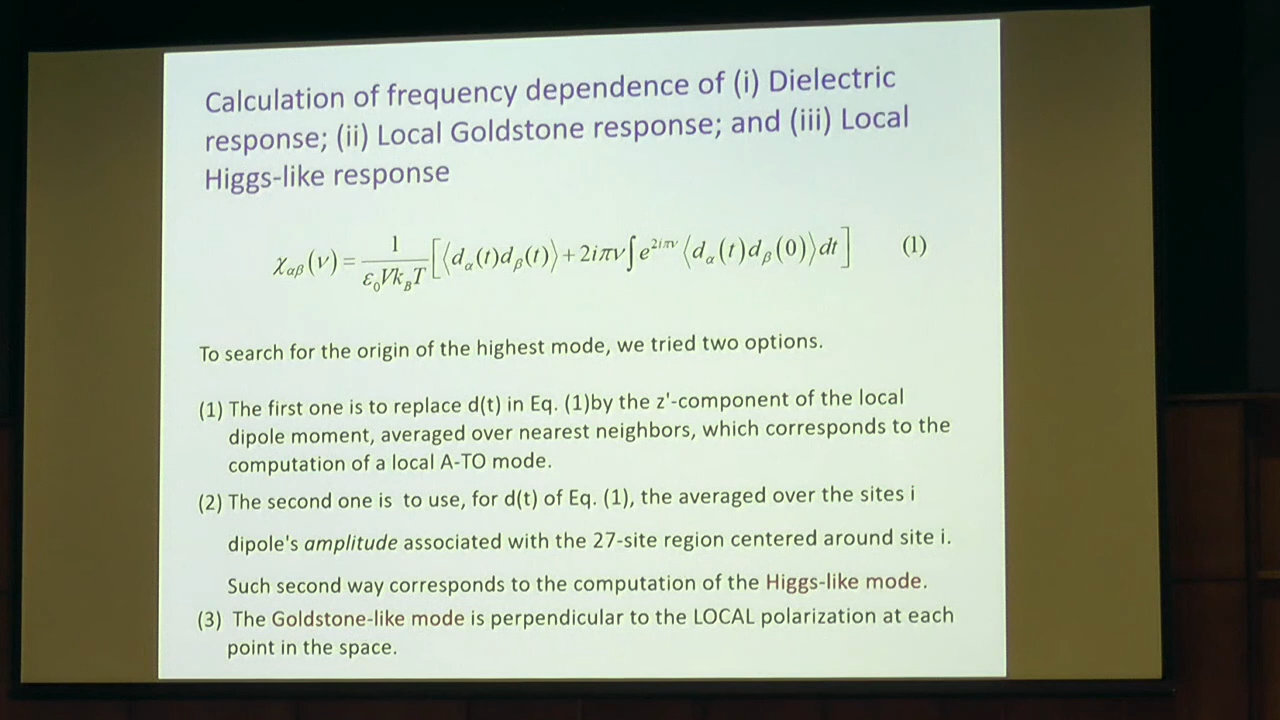 Calculation of frequency dependence of (i) Dielectric
response; (ii) Local Goldstone response; and (iii) Local
Higgs-like response
χαβ(ν) = 1/(ε₀Vk_BT) [⟨dα(t)dβ(t)⟩ + 2iπν∫e^{2iπν}⟨dα(t)dβ(0)⟩dt] (1)
To search for the origin of the highest mode, we tried two options.
(1) The first one is to replace d(t) in Eq. (1)by the z'-component of the local
dipole moment, averaged over nearest neighbors, which corresponds to the
computation of a local A-TO mode.
(2) The second one is to use, for d(t) of Eq. (1), the averaged over the sites i
dipole's amplitude associated with the 27-site region centered around site i.
Such second way corresponds to the computation of the Higgs-like mode.
(3) The Goldstone-like mode is perpendicular to the LOCAL polarization at each
point in the space.